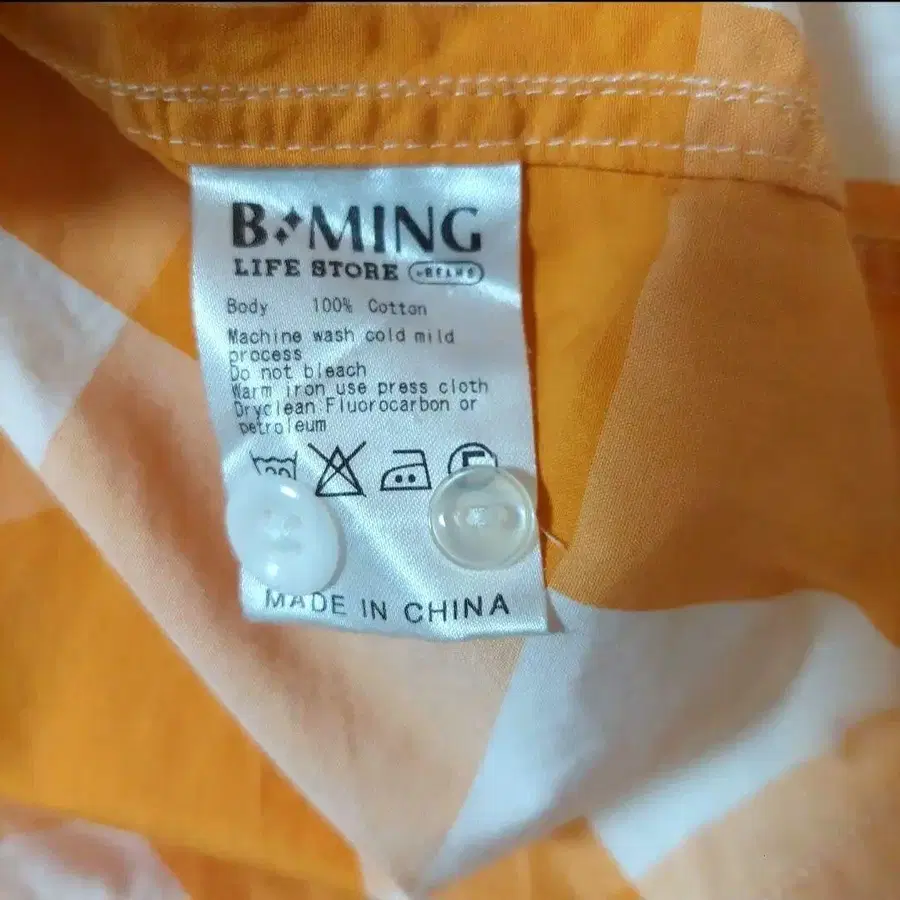 B MING
LIFE STORE BEAMS
Body 100% Cotton
Machine wash cold mild
process
Do not bleach
Warm iron use press cloth
Dryclean Fluorocarbon or
petroleum
MADE IN CHINA